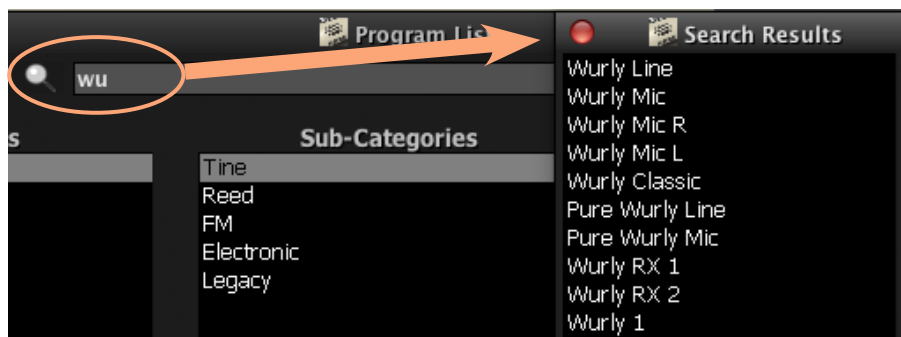 Program Lis
wu
s
Sub-Categories
Tine
Reed
FM
Electronic
Legacy
Search Results
Wurly Line
Wurly Mic
Wurly Mic R
Wurly Mic L
Wurly Classic
Pure Wurly Line
Pure Wurly Mic
Wurly RX 1
Wurly RX 2
Wurly 1